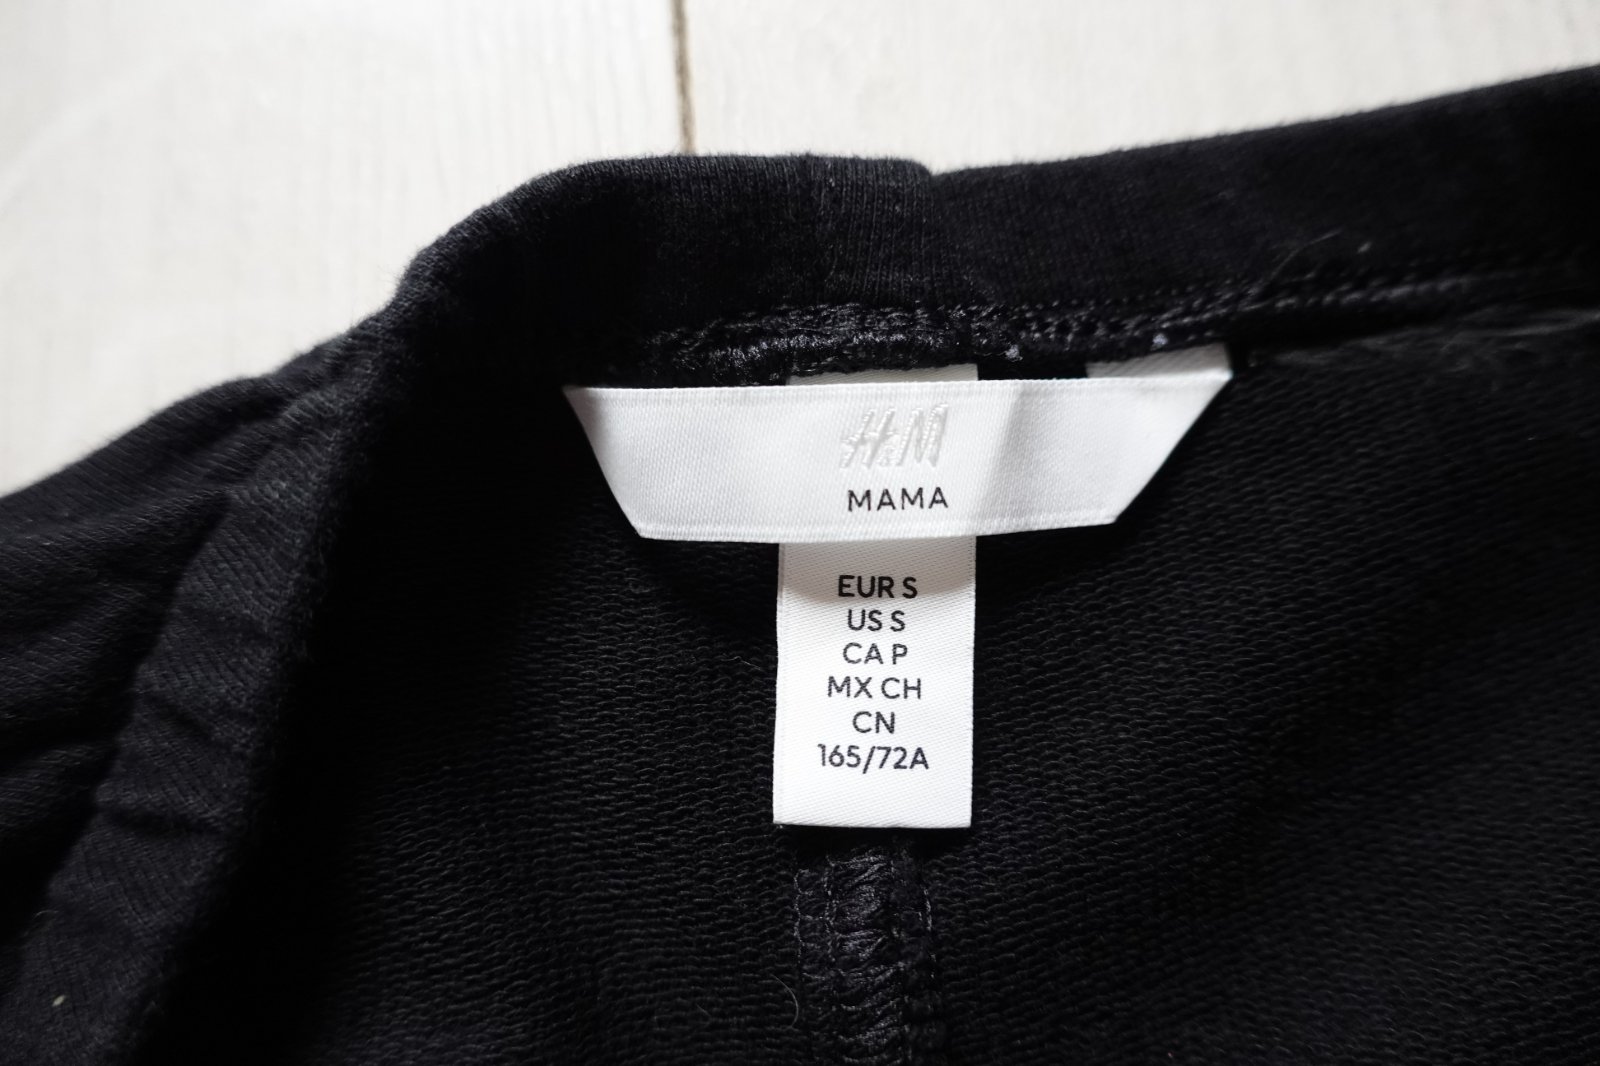 H&M
MAMA
EUR S
US S
CA P
MX CH
CN
165/72A